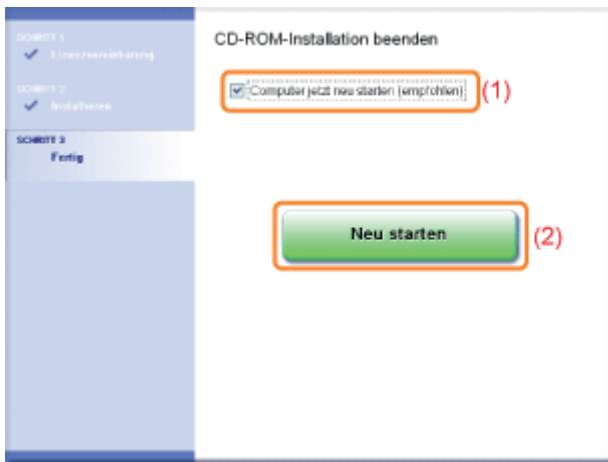 SCHRITT 1
Lizenzvereinbarung
SCHRITT 2
Installieren
SCHRITT 3
Fertig
CD-ROM-Installation beenden
Computer jetzt neu starten (empfohlen)
(1)
Neu starten
(2)